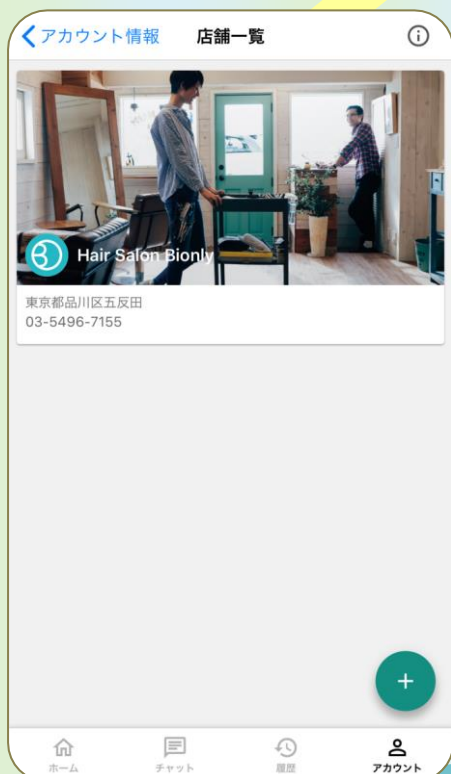 アカウント情報
店舗一覧
Hair Salon Bionly
東京都品川区五反田
03-5496-7155
ホーム
チャット
履歴
アカウント